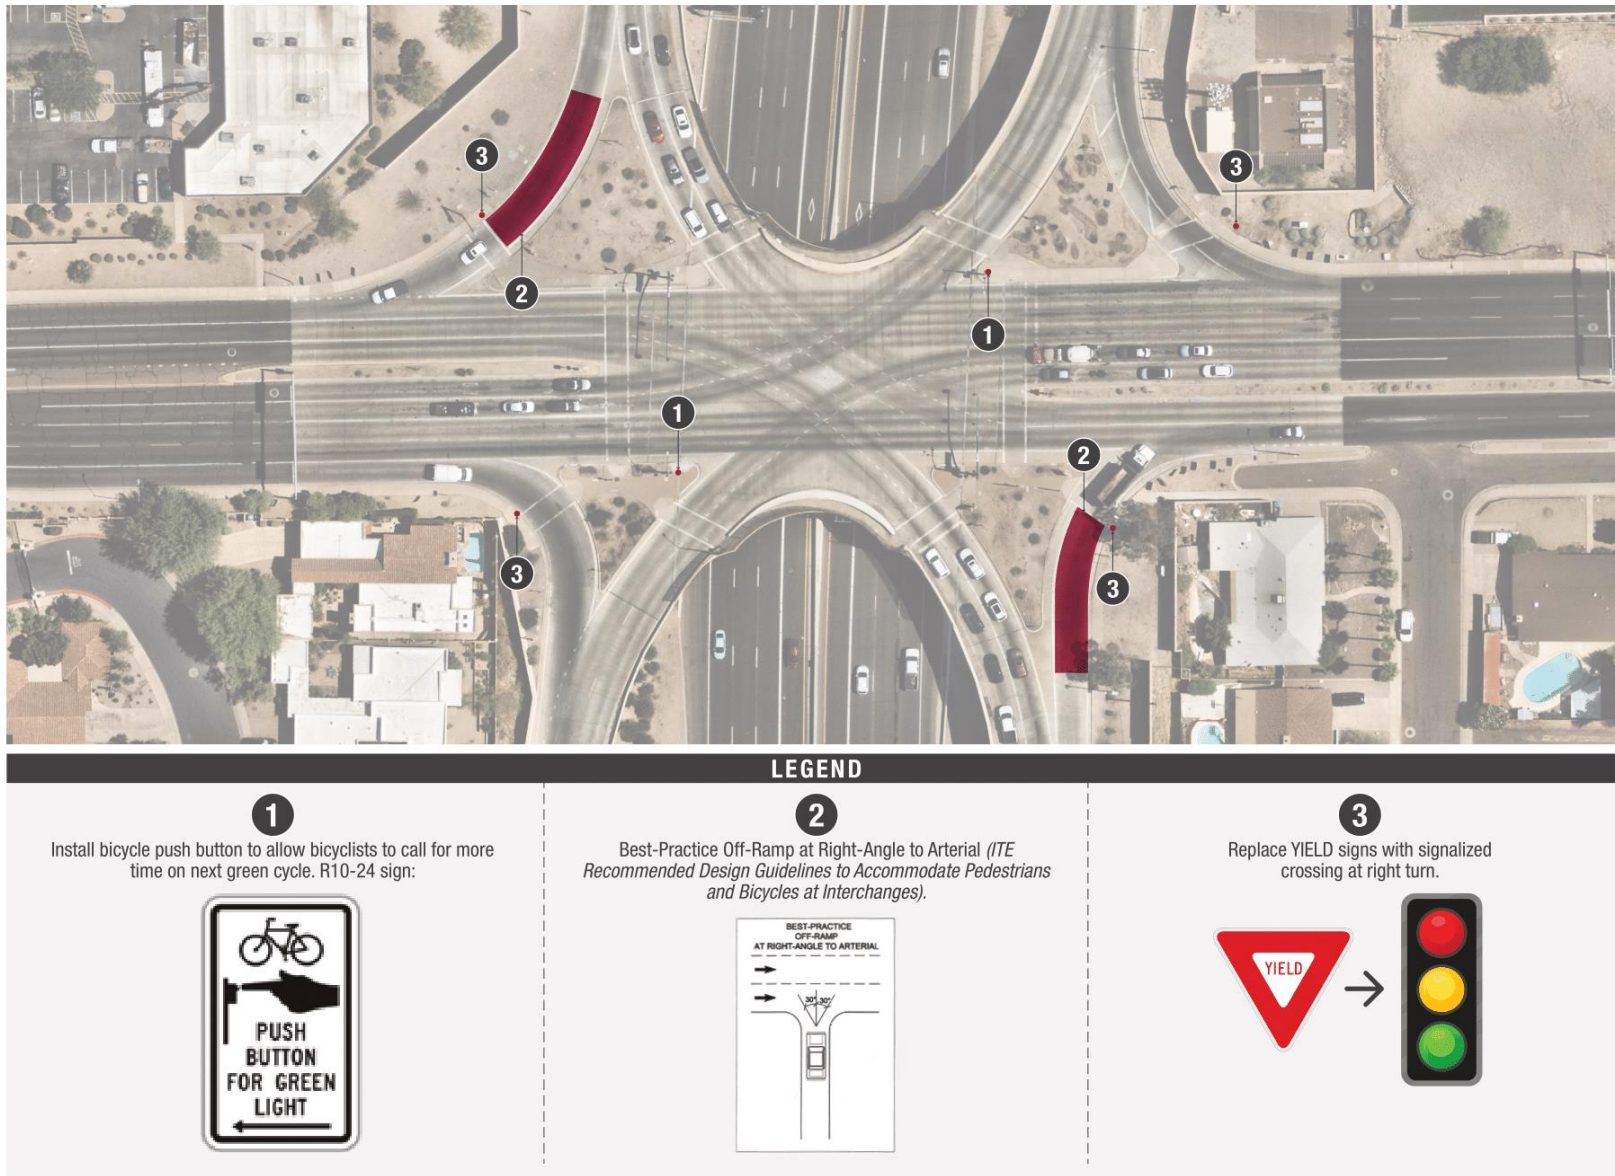 3
3
2
1
1
2
3
3
LEGEND
1
Install bicycle push button to allow bicyclists to call for more
time on next green cycle. R10-24 sign:
PUSH
BUTTON
FOR GREEN
LIGHT
2
Best-Practice Off-Ramp at Right-Angle to Arterial (ITE
Recommended Design Guidelines to Accommodate Pedestrians
and Bicycles at Interchanges).
BEST-PRACTICE
OFF-RAMP
AT RIGHT-ANGLE TO ARTERIAL
30° 30°
3
Replace YIELD signs with signalized
crossing at right turn.
YIELD